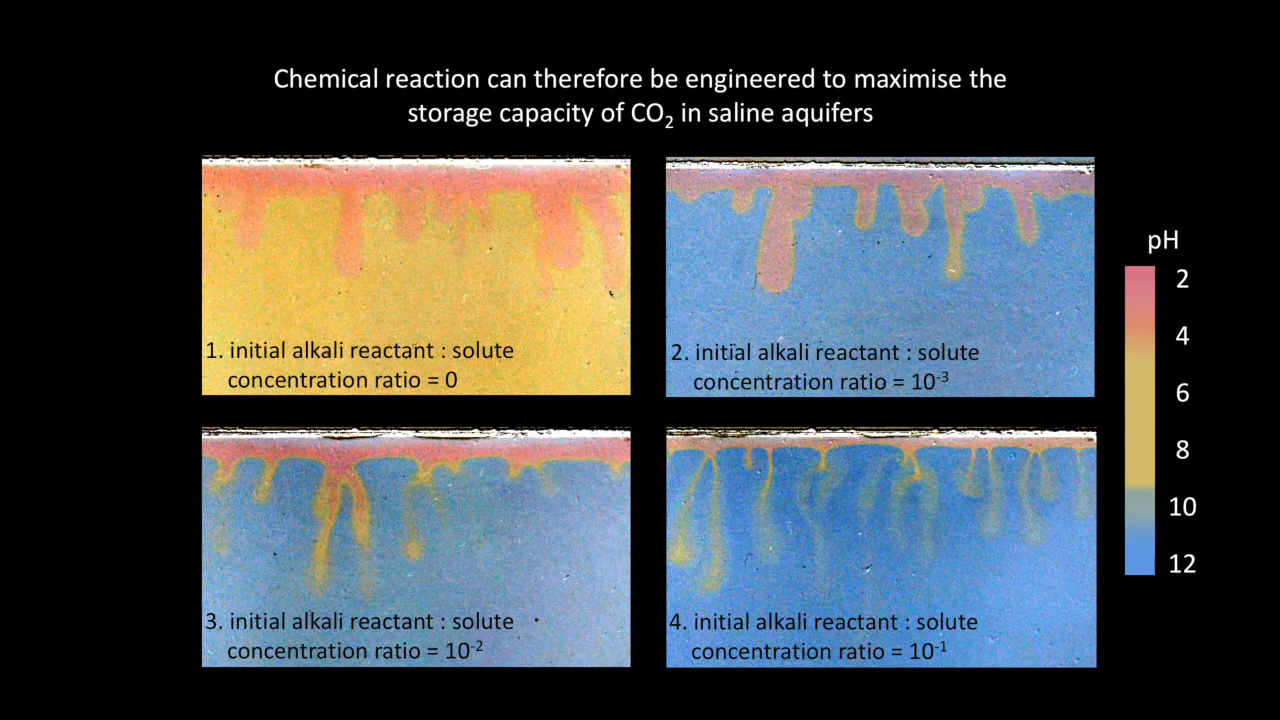 Chemical reaction can therefore be engineered to maximise the
storage capacity of CO₂ in saline aquifers
1. initial alkali reactant : solute
concentration ratio = 0
2. initial alkali reactant : solute
concentration ratio = 10⁻³
3. initial alkali reactant : solute
concentration ratio = 10⁻²
4. initial alkali reactant : solute
concentration ratio = 10⁻¹
pH
2
4
6
8
10
12